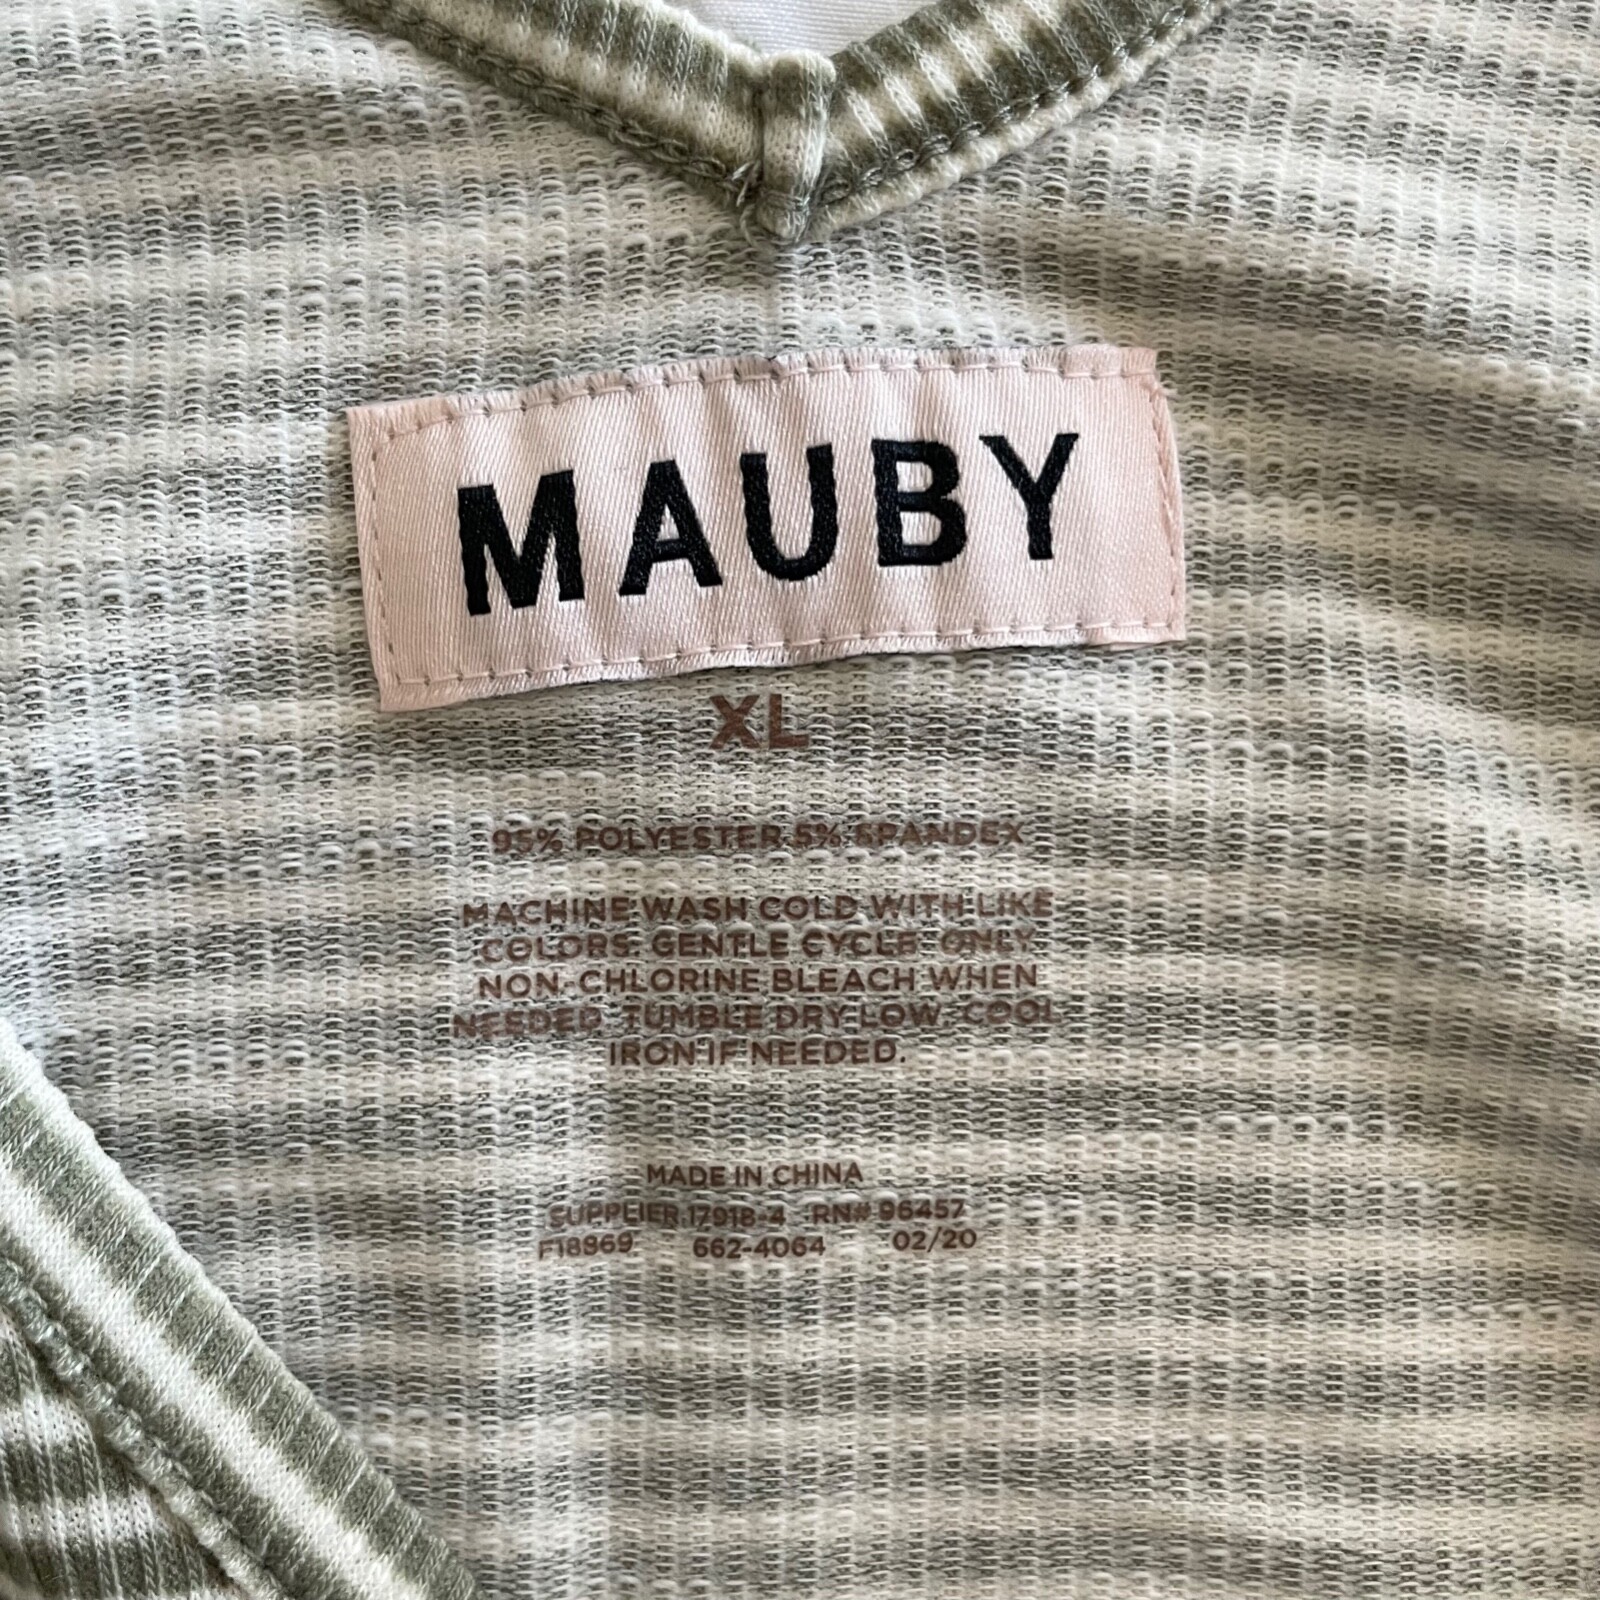 MAUBY
XL
95% POLYESTER 5% SPANDEX
MACHINE WASH COLD WITH LIKE
COLORS. GENTLE CYCLE. ONLY
NON-CHLORINE BLEACH WHEN
NEEDED. TUMBLE DRY LOW. COOL
IRON IF NEEDED.
MADE IN CHINA
SUPPLIER 17918-4 RN# 96457
F18869 662-4064 02/20